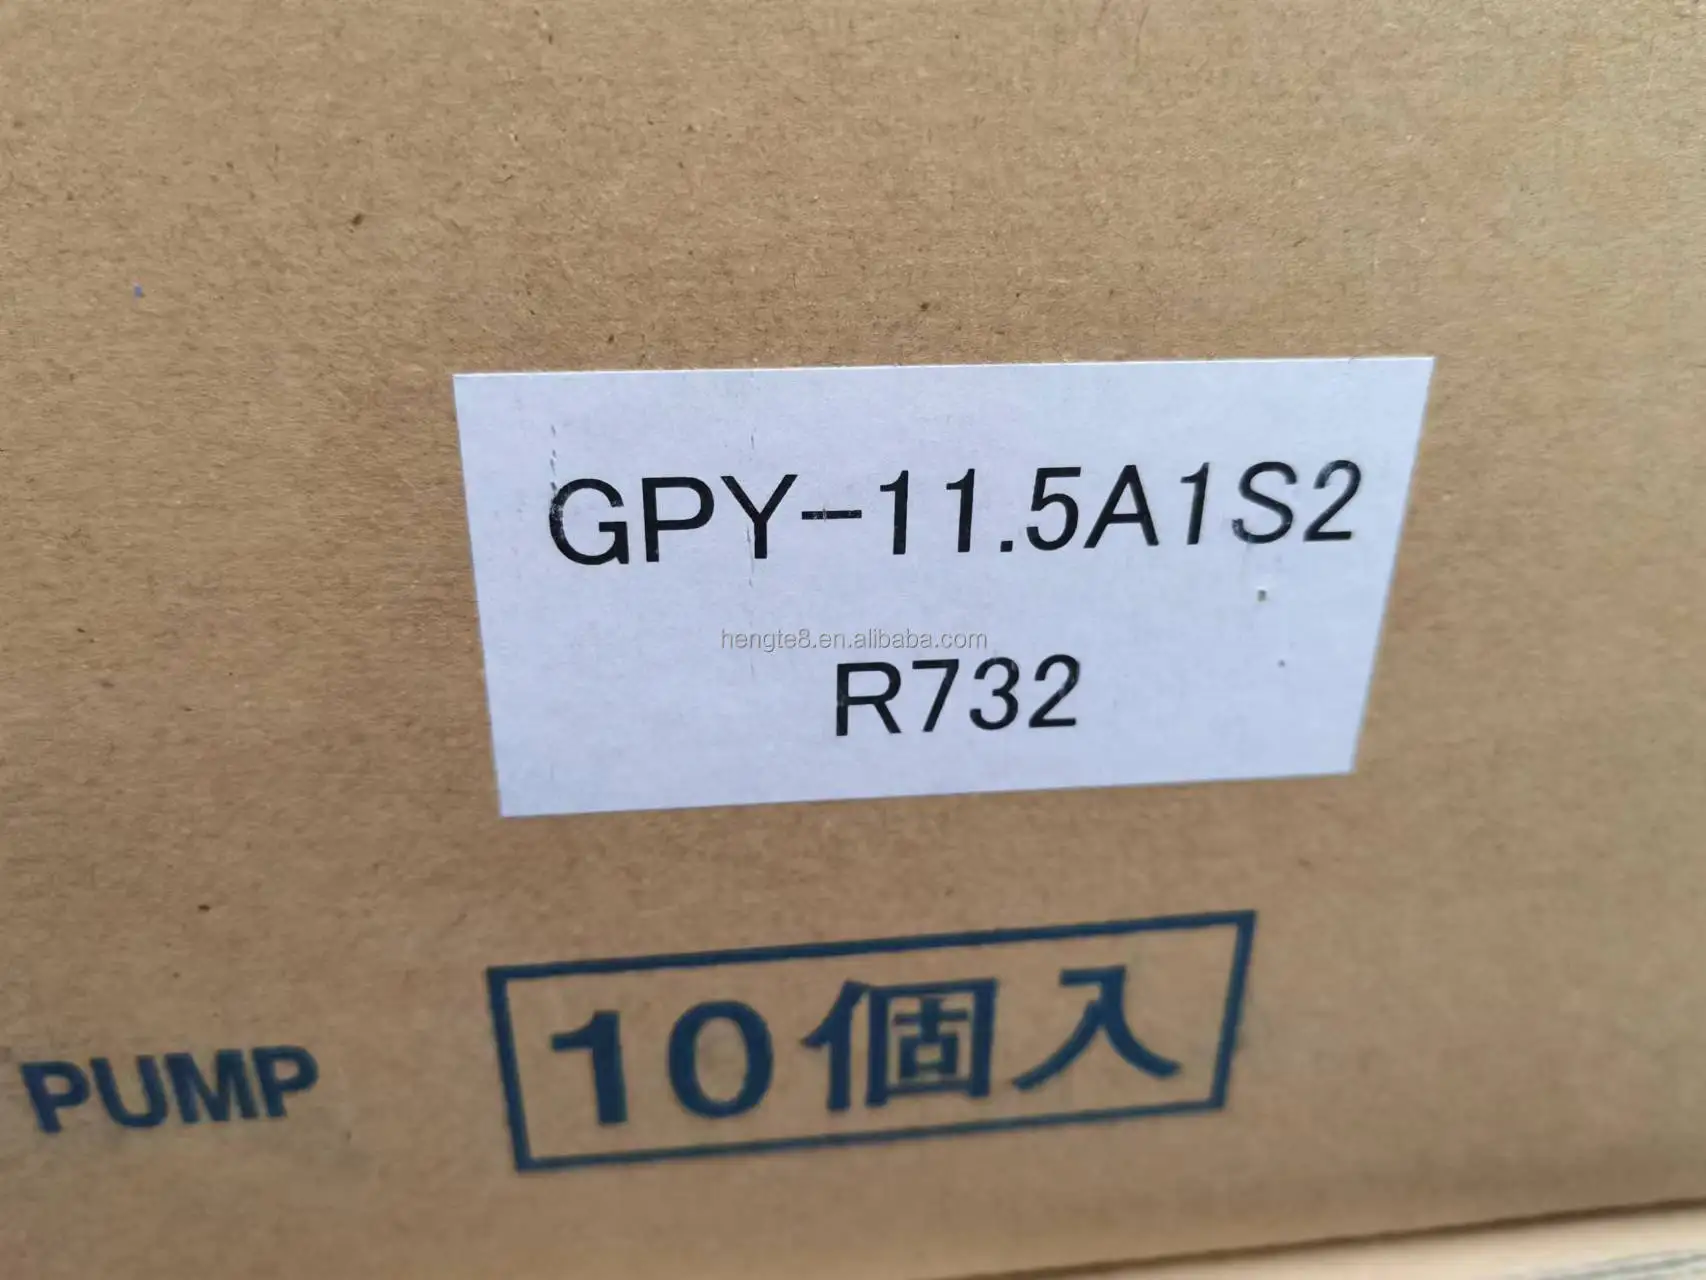 GPY-11.5A1S2
hengte8.en.alibaba.com
R732
PUMP
10個入